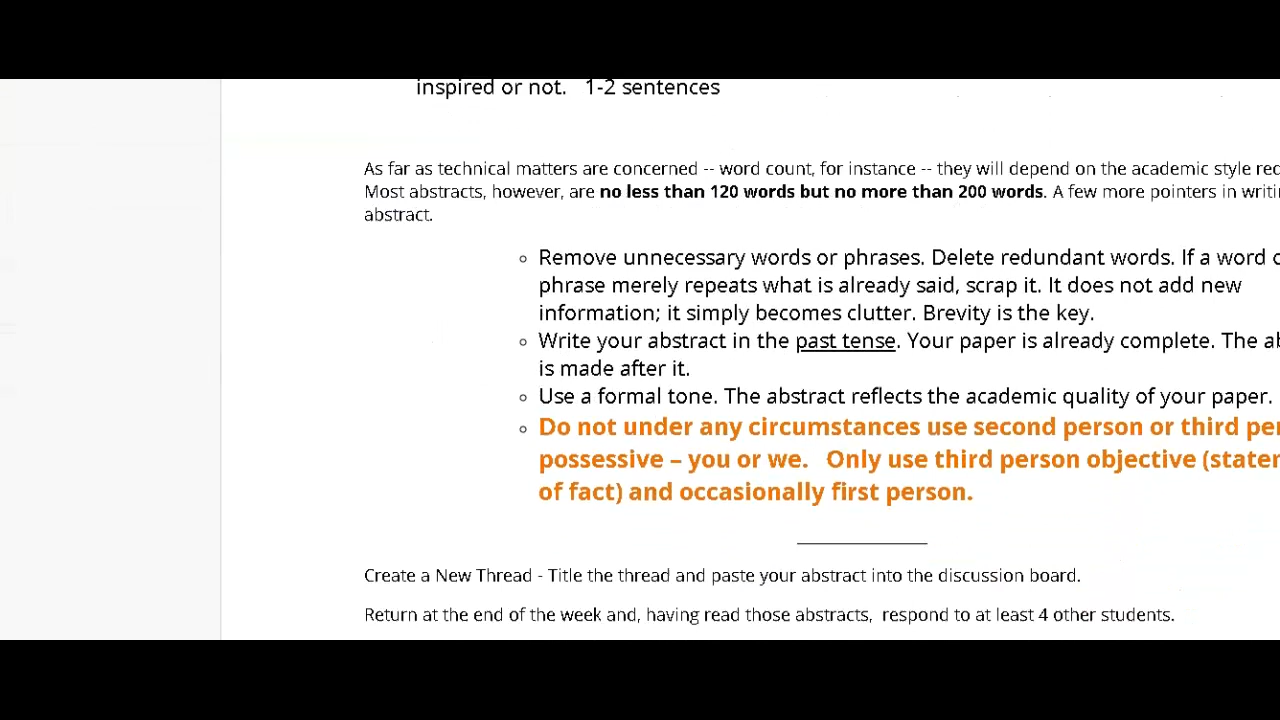 inspired or not.   1-2 sentences
As far as technical matters are concerned -- word count, for instance -- they will depend on the academic style
Most abstracts, however, are no less than 120 words but no more than 200 words. A few more pointers in
abstract.
Remove unnecessary words or phrases. Delete redundant words. If a word
phrase merely repeats what is already said, scrap it. It does not add new
information; it simply becomes clutter. Brevity is the key.
Write your abstract in the past tense. Your paper is already complete. The
is made after it.
Use a formal tone. The abstract reflects the academic quality of your paper.
Do not under any circumstances use second person or third
possessive – you or we.   Only use third person objective
of fact) and occasionally first person.
Create a New Thread - Title the thread and paste your abstract into the discussion board.
Return at the end of the week and, having read those abstracts,  respond to at least 4 other students.